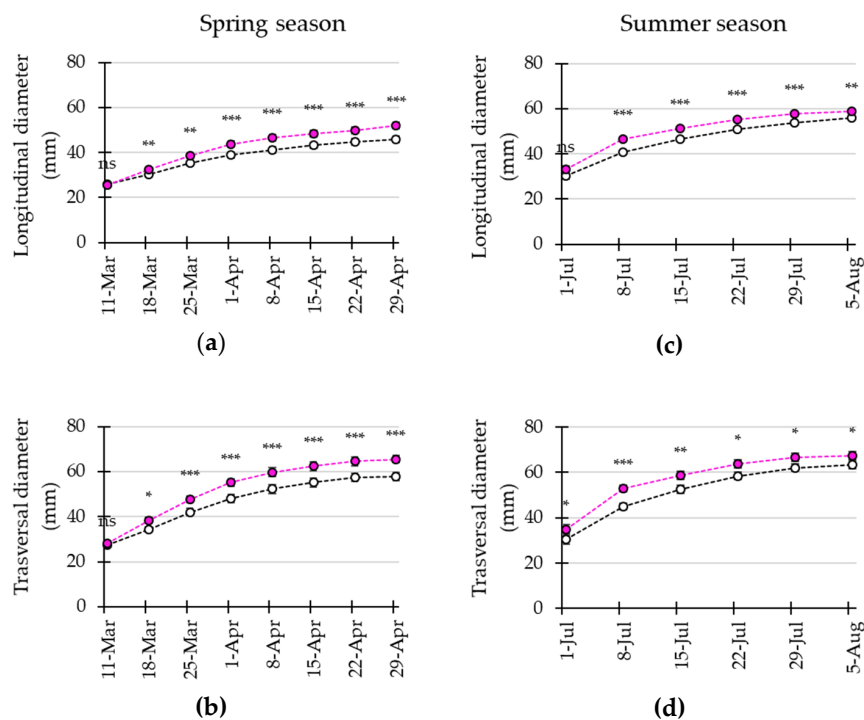 Spring season
Longitudinal diameter
(mm)
80
60
40
20
0
ns
**
**
***
***
***
***
***
11-Mar
18-Mar
25-Mar
1-Apr
8-Apr
15-Apr
22-Apr
29-Apr
(a)
Summer season
Longitudinal diameter
(mm)
80
60
40
20
0
ns
***
***
***
***
**
1-Jul
8-Jul
15-Jul
22-Jul
29-Jul
5-Aug
(c)
Trasversal diameter
(mm)
80
60
40
20
0
ns
*
***
***
***
***
***
***
11-Mar
18-Mar
25-Mar
1-Apr
8-Apr
15-Apr
22-Apr
29-Apr
(b)
Trasversal diameter
(mm)
80
60
40
20
0
*
***
**
*
*
*
1-Jul
8-Jul
15-Jul
22-Jul
29-Jul
5-Aug
(d)